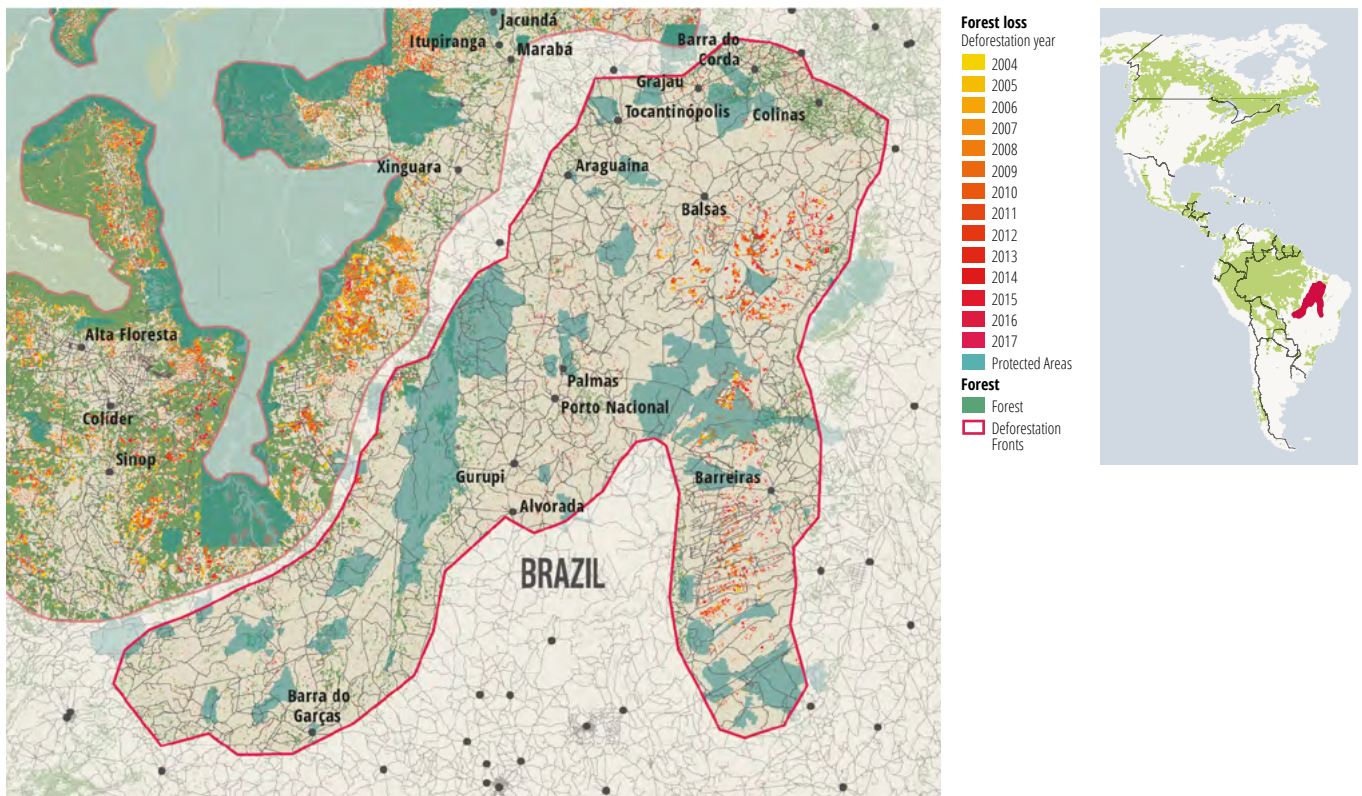 Jacundá
Itupiranga
Marabá
Barra do
Corda
Grajaú
Tocantinópolis
Colinas
Xinguara
Araguaína
Balsas
Alta Floresta
Palmas
Colíder
Porto Nacional
Sinop
Gurupi
Barreiras
Alvorada
BRAZIL
Barra do
Garças
Forest loss
Deforestation year
2004
2005
2006
2007
2008
2009
2010
2011
2012
2013
2014
2015
2016
2017
Protected Areas
Forest
Forest
Deforestation
Fronts